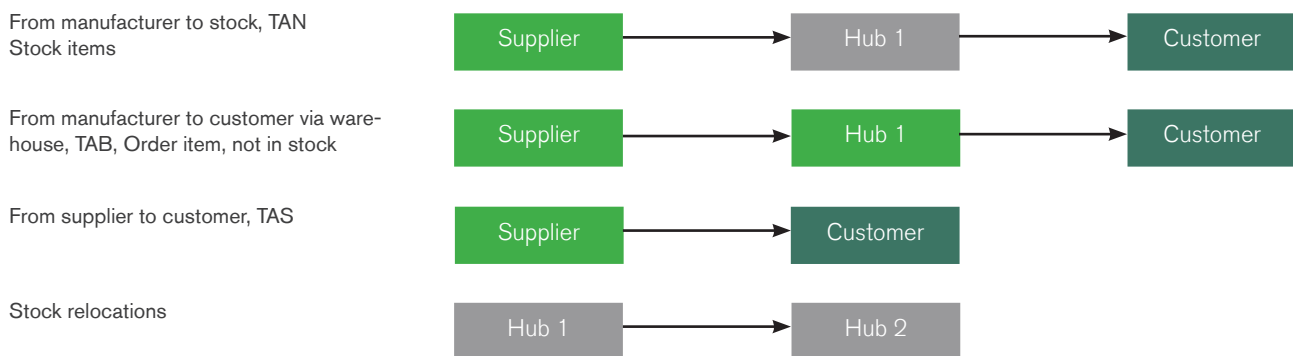 From manufacturer to stock, TAN
Stock items
Supplier
Hub 1
Customer
From manufacturer to customer via ware-
house, TAB, Order item, not in stock
Supplier
Hub 1
Customer
From supplier to customer, TAS
Supplier
Customer
Stock relocations
Hub 1
Hub 2